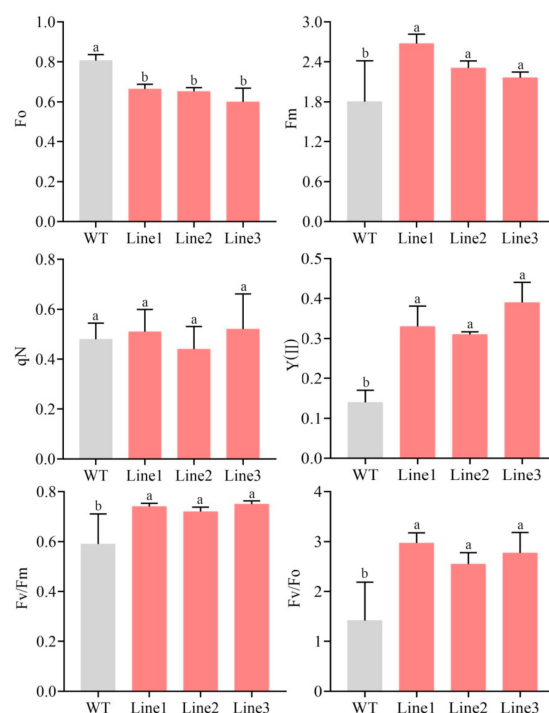 Fo
1.0
0.8
0.6
0.4
0.2
0.0
a
b
b
b
WT Line1 Line2 Line3
Fm
3.0
2.4
1.8
1.2
0.6
0.0
b
a
a
a
WT Line1 Line2 Line3
qN
0.8
0.6
0.4
0.2
0.0
a
a
a
a
WT Line1 Line2 Line3
Y(II)
0.5
0.4
0.3
0.2
0.1
0.0
b
a
a
a
WT Line1 Line2 Line3
Fv/Fm
0.8
0.6
0.4
0.2
0.0
b
a
a
a
WT Line1 Line2 Line3
Fv/Fo
4
3
2
1
0
b
a
a
a
WT Line1 Line2 Line3